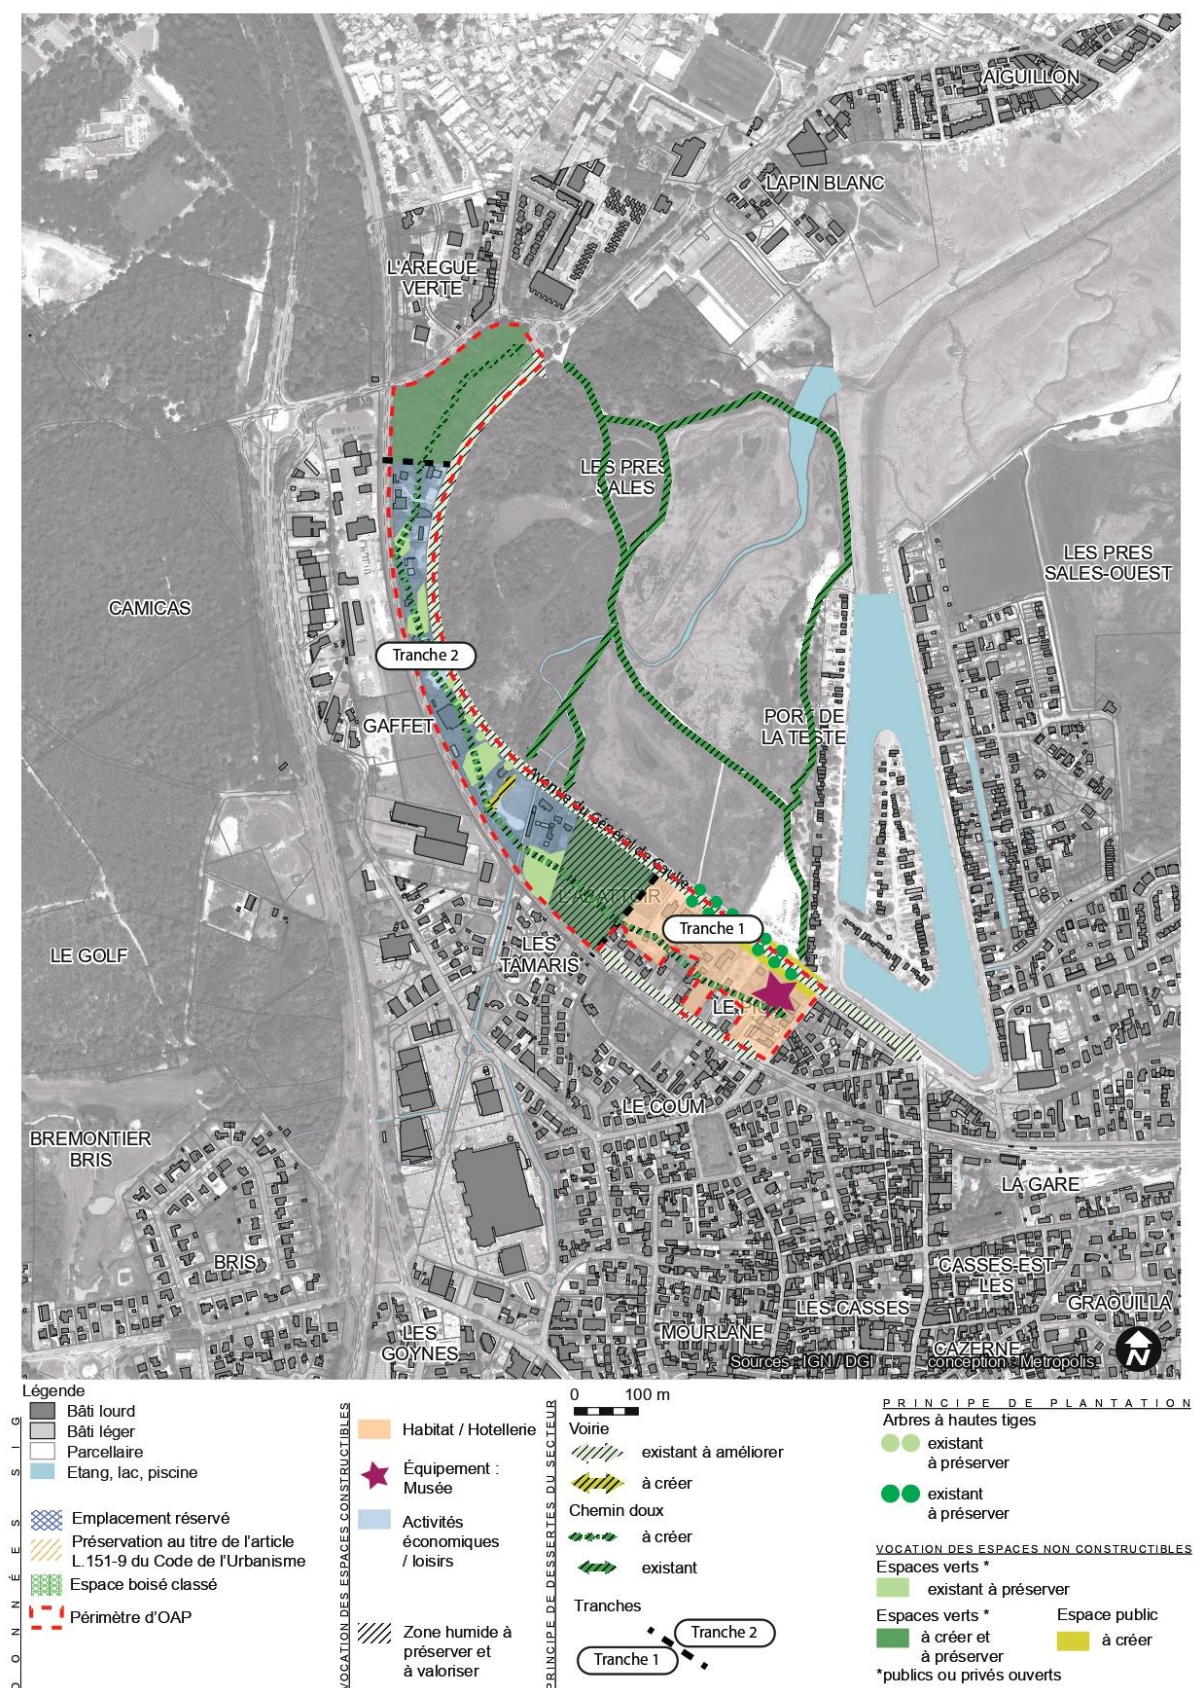 AIGUILLON
LAPIN BLANC
L'AREGUE
VERTE
LES PRES
SALES
LES PRES
SALES-OUEST
CAMICAS
Tranche 2
GAFFET
PORT DE
LA TESTE
Avenue du Général de Gaulle
Tranche 1
LE GOLF
LES
TAMARIS
LE COUM
BREMONTIER
BRIS
LA GARE
BRIS
CASSES-EST
LES
GRAOUILLA
LES CASSES
LES
GOYNES
MOURLANE
CAZERNE
Sources : IGN / DGI
conception : Metropolis
N
Légende
DONNÉES SIG
Bâti lourd
Bâti léger
Parcellaire
Etang, lac, piscine
Emplacement réservé
Préservation au titre de l'article
L.151-9 du Code de l'Urbanisme
Espace boisé classé
Périmètre d'OAP
VOCATION DES ESPACES CONSTRUCTIBLES
Habitat / Hotellerie
Équipement :
Musée
Activités
économiques
/ loisirs
Zone humide à
préserver et
à valoriser
PRINCIPE DE DESSERTES DU SECTEUR
0 100 m
Voirie
existant à améliorer
à créer
Chemin doux
à créer
existant
Tranches
Tranche 2
Tranche 1
PRINCIPE DE PLANTATION
Arbres à hautes tiges
existant
à préserver
existant
à préserver
VOCATION DES ESPACES NON CONSTRUCTIBLES
Espaces verts *
existant à préserver
Espaces verts *
à créer et
à préserver
Espace public
à créer
*publics ou privés ouverts